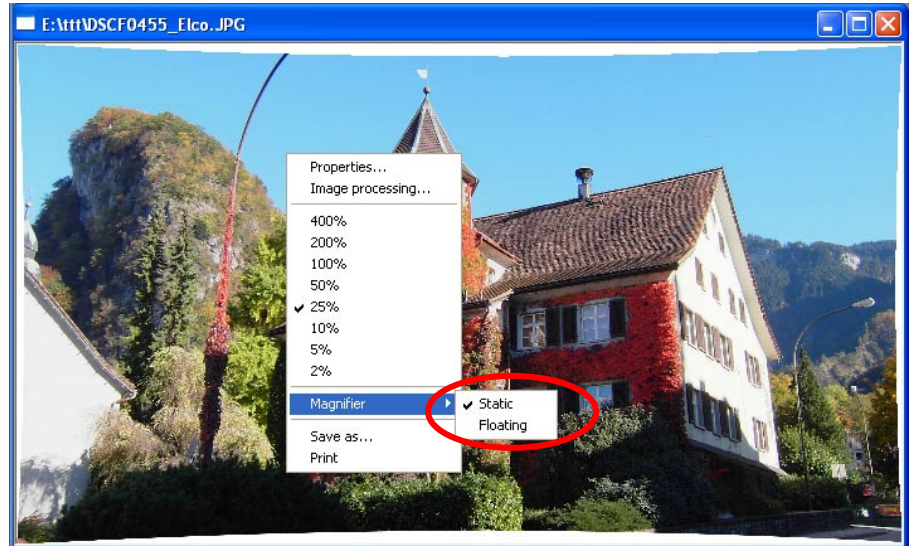 E:\ttt\DSCF0455_Elco.JPG
Properties...
Image processing...
400%
200%
100%
50%
25%
10%
5%
2%
Magnifier
Static
Floating
Save as...
Print